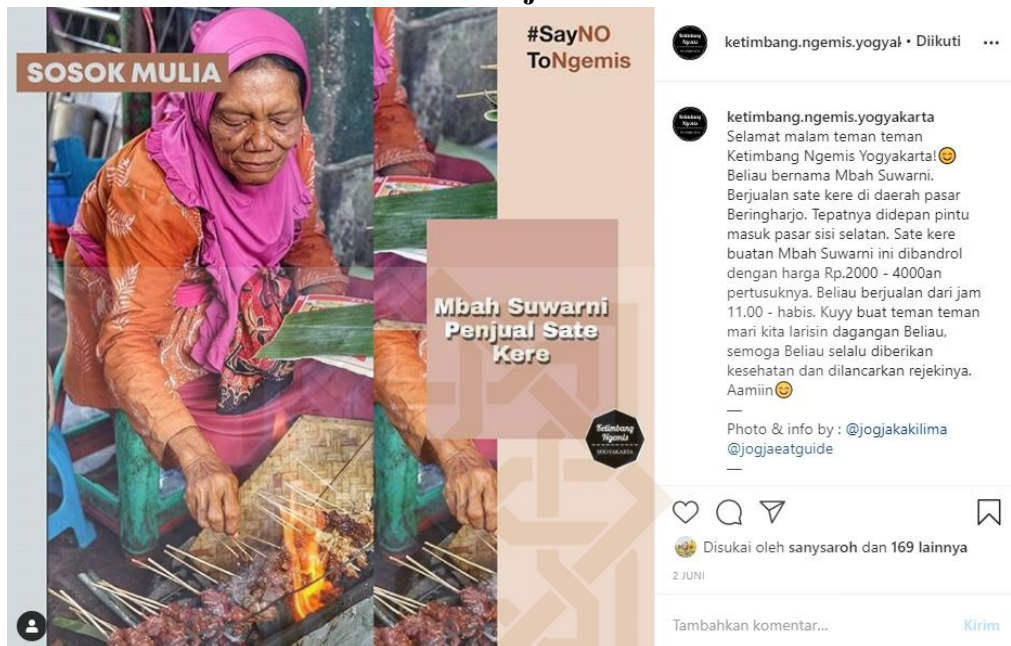 SOSOK MULIA
#SayNO
ToNgemis
Mbah Suwarni
Penjual Sate
Kere
Ketimbang
Ngemis
YOGYAKARTA
ketimbang.ngemis.yogyal • Diikuti
ketimbang.ngemis.yogyakarta
Selamat malam teman teman
Ketimbang Ngemis Yogyakarta!😊
Beliau bernama Mbah Suwarni.
Berjualan sate kere di daerah pasar
Beringharjo. Tepatnya didepan pintu
masuk pasar sisi selatan. Sate kere
buatan Mbah Suwarni ini dibandrol
dengan harga Rp.2000 - 4000an
pertusuknya. Beliau berjualan dari jam
11.00 - habis. Kuyy buat teman teman
mari kita larisin dagangan Beliau,
semoga Beliau selalu diberikan
kesehatan dan dilancarkan rejekinya.
Aamiin😊
—
Photo & info by : @jogjakakilima
@jogjaeatguide
—
Disukai oleh sanysaroh dan 169 lainnya
2 JUNI
Tambahkan komentar...
Kirim